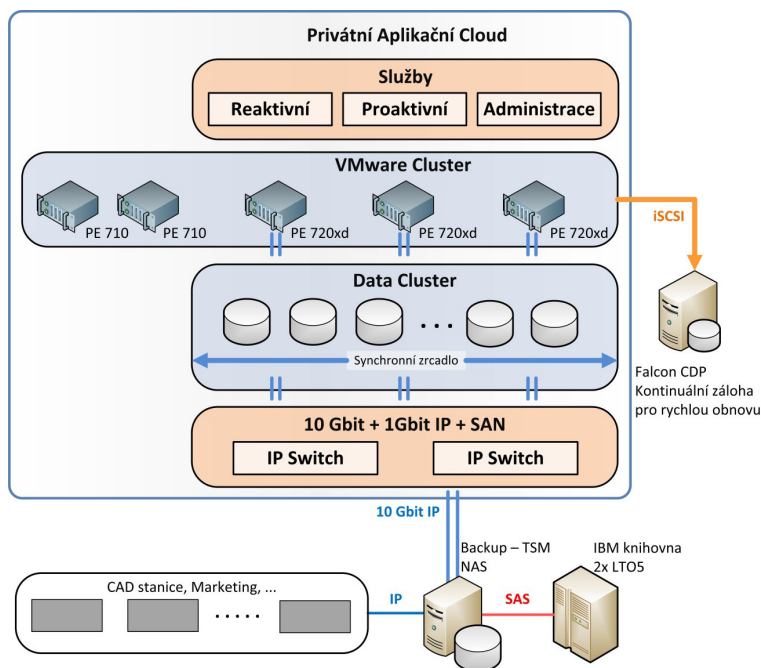 Privátní Aplikační Cloud
Služby
Reaktivní
Proaktivní
Administrace
VMware Cluster
PE 710
PE 710
PE 720xd
PE 720xd
PE 720xd
iSCSI
Data Cluster
Synchronní zrcadlo
Falcon CDP
Kontinuální záloha
pro rychlou obnovu
10 Gbit + 1Gbit IP + SAN
IP Switch
IP Switch
10 Gbit IP
Backup – TSM
NAS
IBM knihovna
2x LTO5
CAD stanice, Marketing, ...
IP
SAS